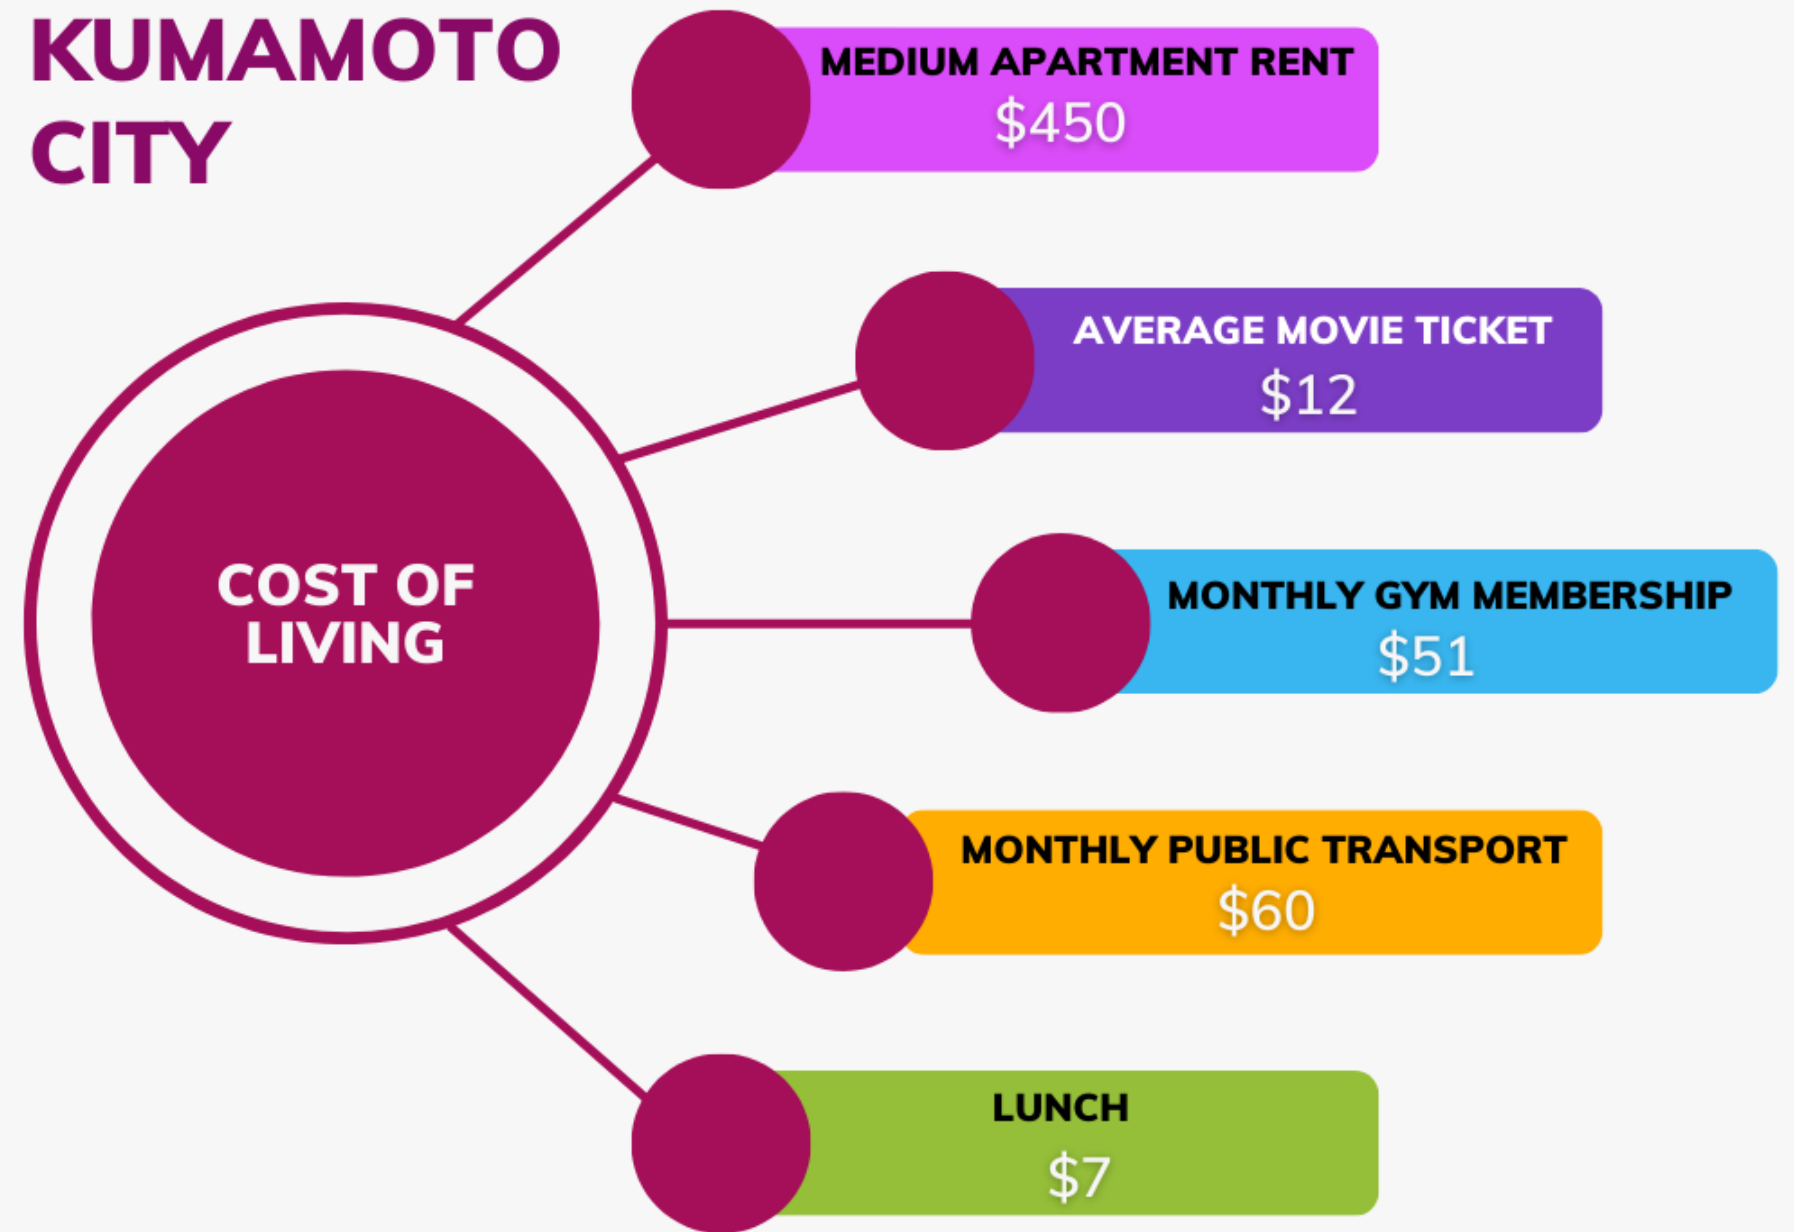 KUMAMOTO
CITY
MEDIUM APARTMENT RENT
$450
AVERAGE MOVIE TICKET
$12
COST OF
LIVING
MONTHLY GYM MEMBERSHIP
$51
MONTHLY PUBLIC TRANSPORT
$60
LUNCH
$7